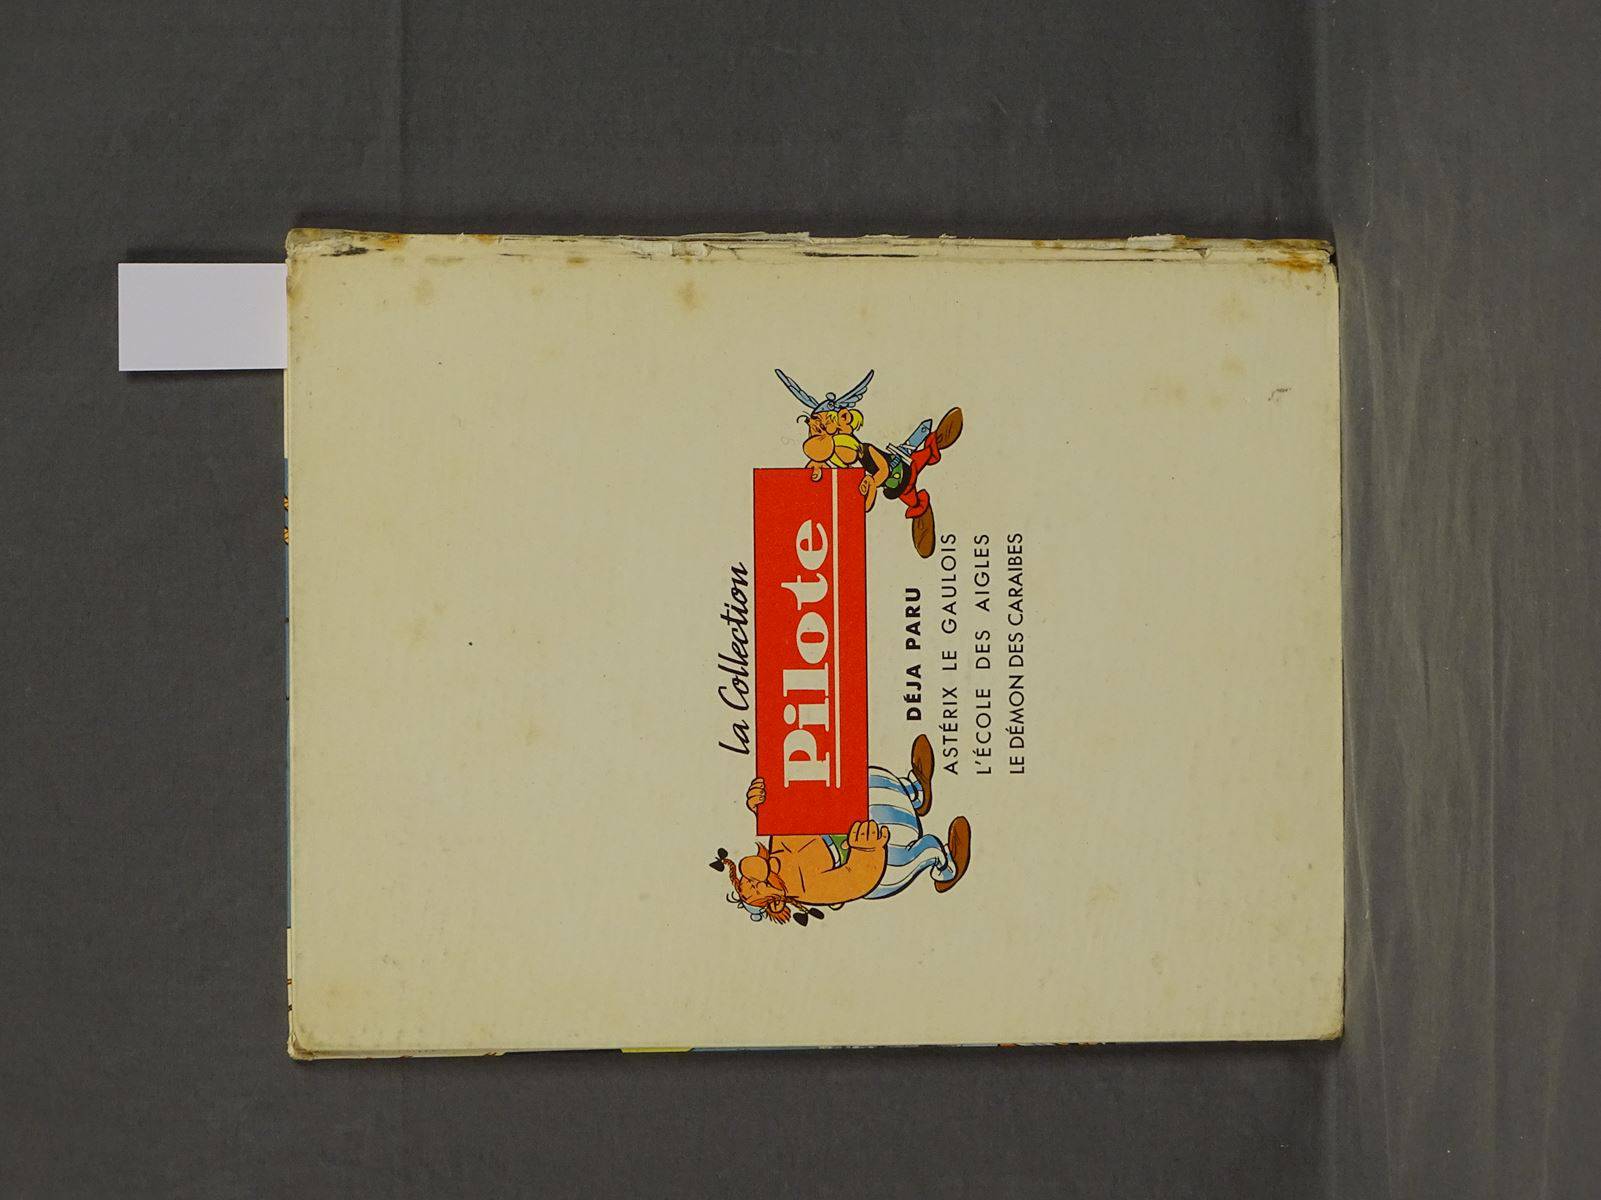 la Collection
Pilote
DÉJA PARU
ASTÉRIX LE GAULOIS
L'ÉCOLE DES AIGLES
LE DÉMON DES CARAIBES